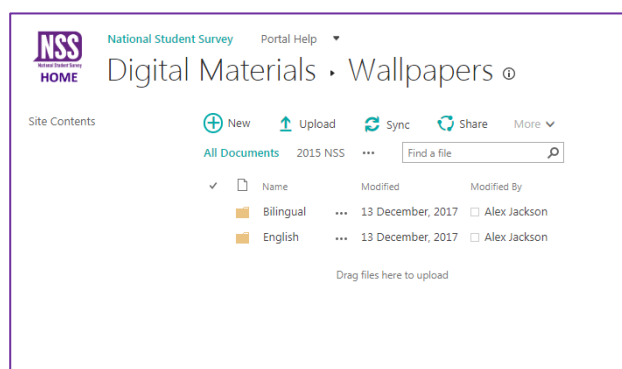 NSS
National Student Survey
HOME
National Student Survey Portal Help
Digital Materials ▸ Wallpapers
Site Contents
New Upload Sync Share More
All Documents 2015 NSS ••• Find a file
Name Modified Modified By
Bilingual ••• 13 December, 2017 Alex Jackson
English ••• 13 December, 2017 Alex Jackson
Drag files here to upload